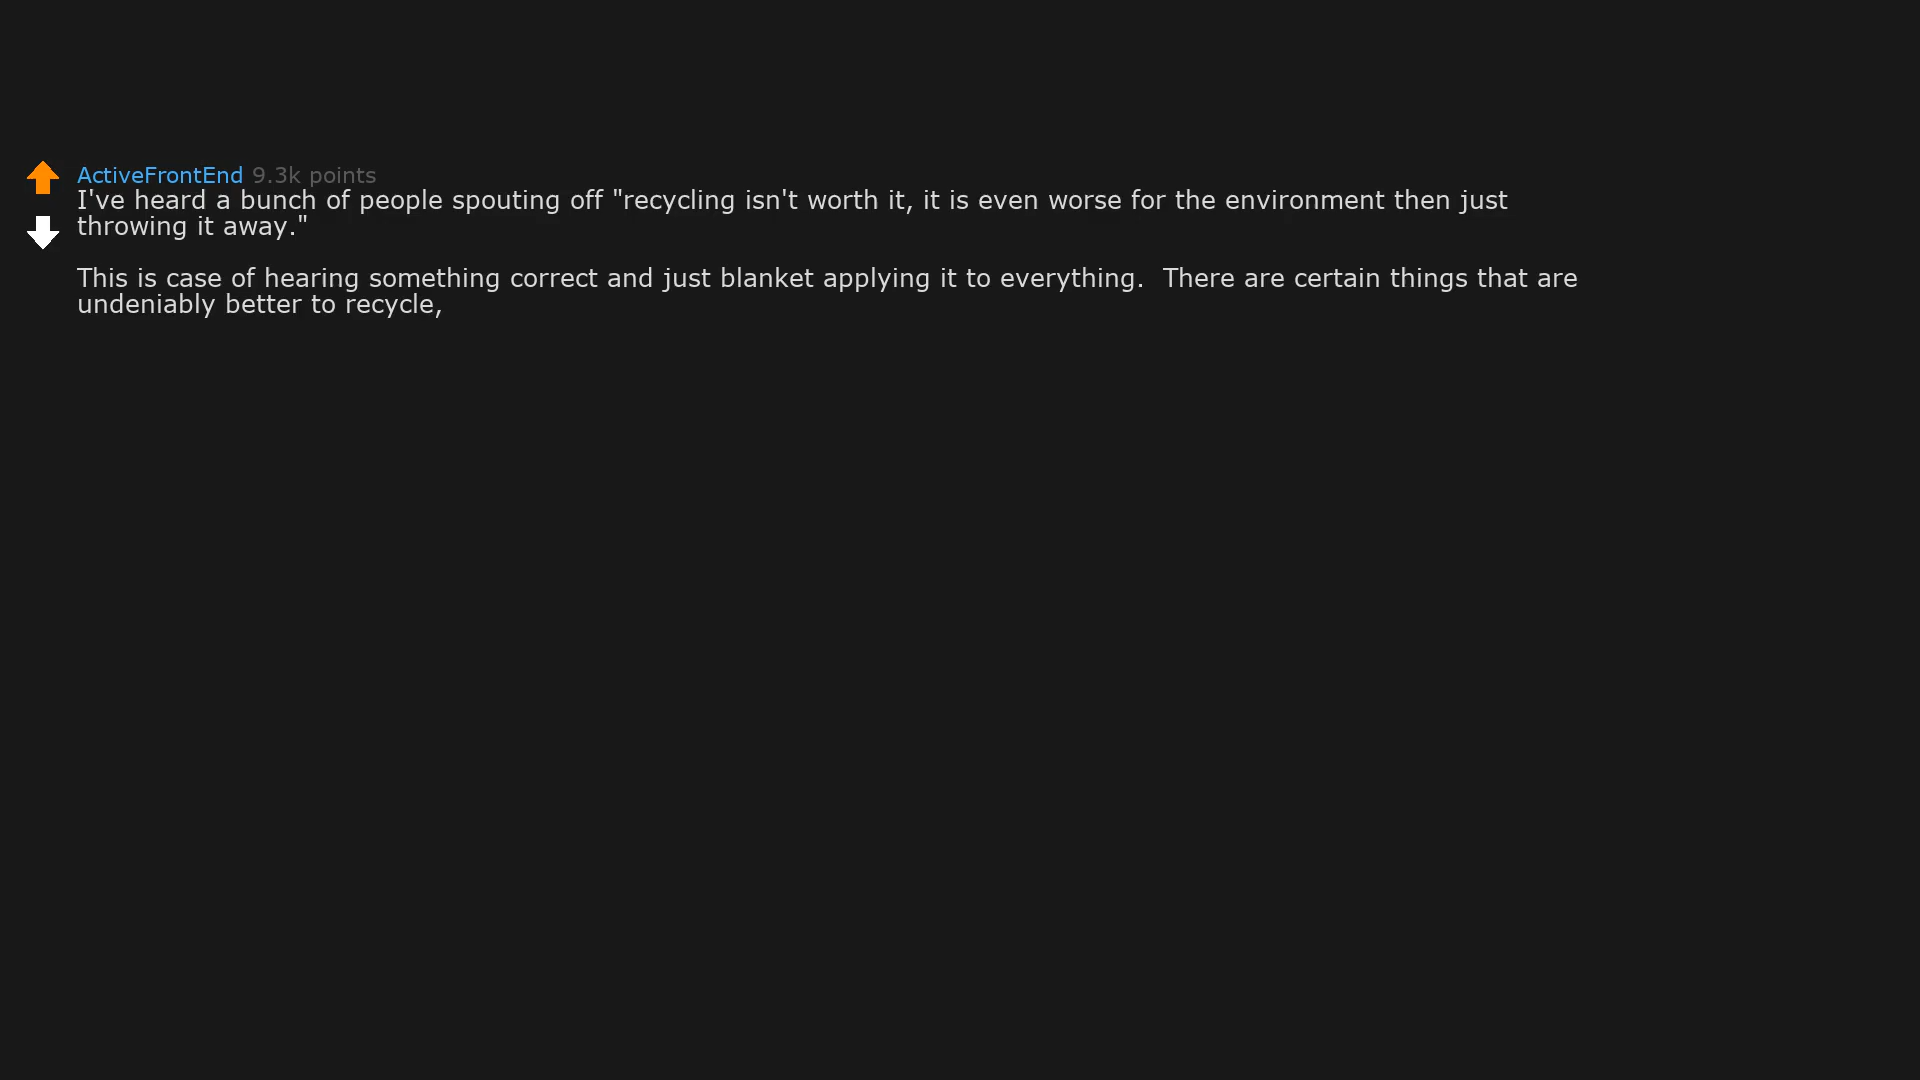 ActiveFrontEnd 9.3k points
I've heard a bunch of people spouting off "recycling isn't worth it, it is even worse for the environment then just
throwing it away."
This is case of hearing something correct and just blanket applying it to everything.  There are certain things that are
undeniably better to recycle,